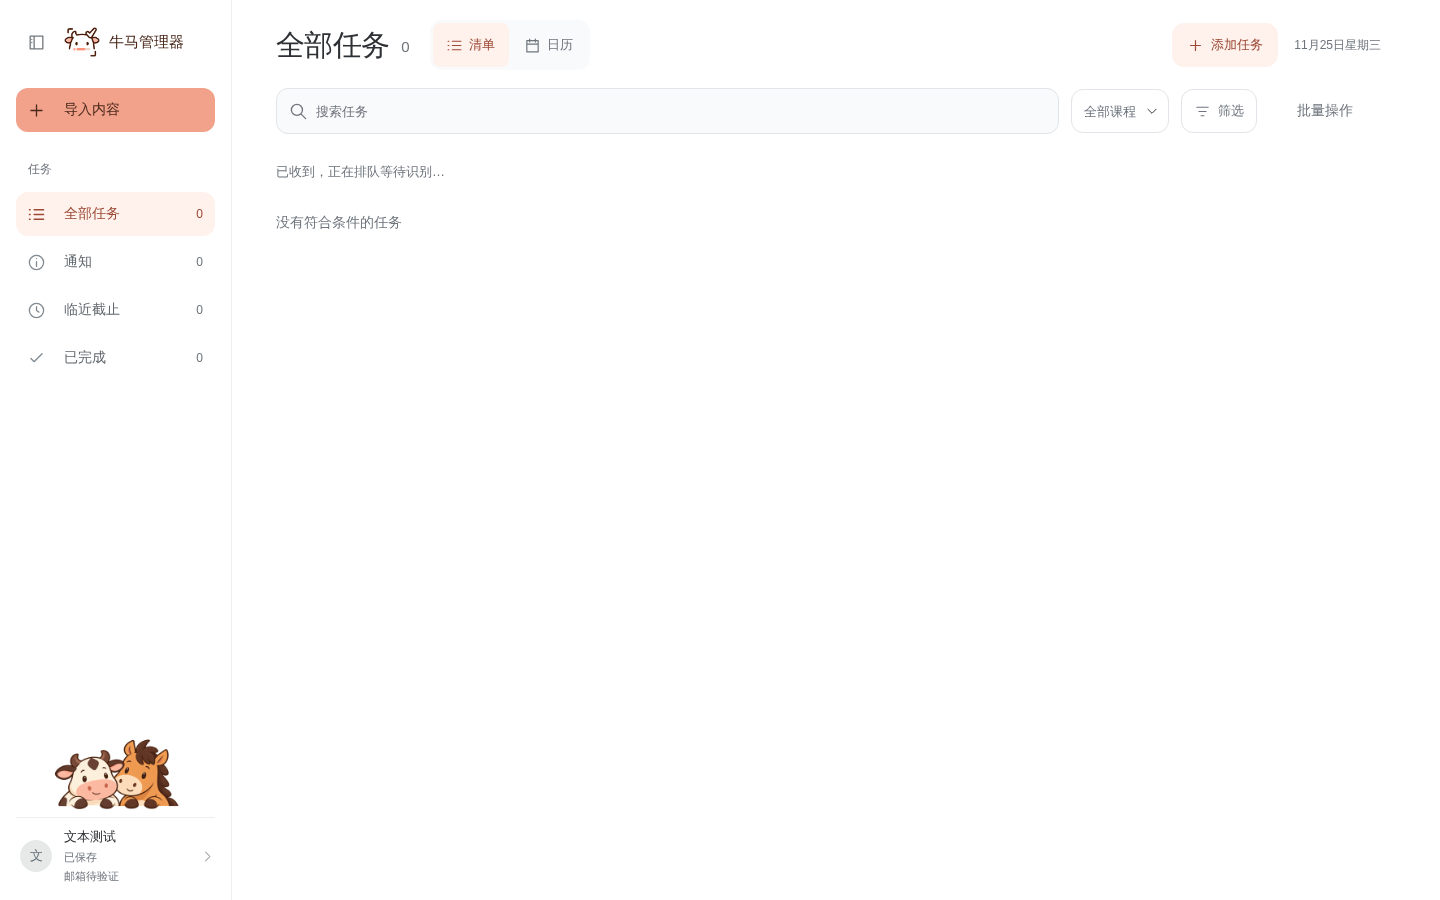 牛马管理器
导入内容
任务
全部任务 0
通知 0
临近截止 0
已完成 0
文
文本测试
已保存
邮箱待验证
全部任务 0
清单
日历
添加任务
11月25日星期三
搜索任务
全部课程
筛选
批量操作
已收到，正在排队等待识别…
没有符合条件的任务